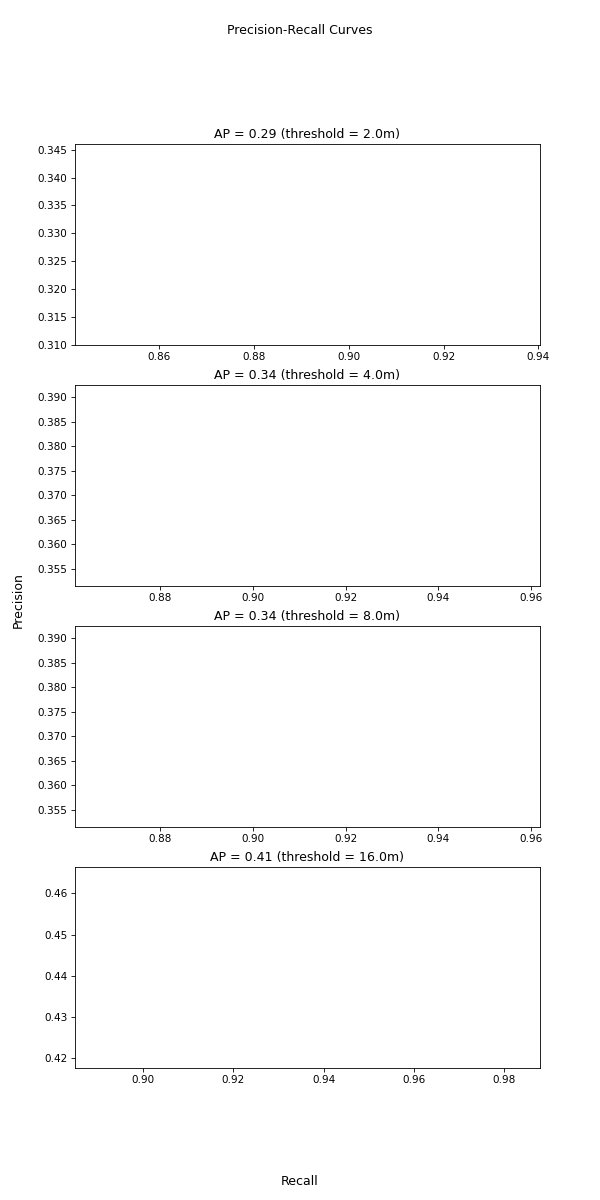 Precision-Recall Curves
AP = 0.29 (threshold = 2.0m)
0.345
0.340
0.335
0.330
0.325
0.320
0.315
0.310
0.86 0.88 0.90 0.92 0.94
AP = 0.34 (threshold = 4.0m)
0.390
0.385
0.380
0.375
0.370
0.365
0.360
0.355
0.88 0.90 0.92 0.94 0.96
Precision
AP = 0.34 (threshold = 8.0m)
0.390
0.385
0.380
0.375
0.370
0.365
0.360
0.355
0.88 0.90 0.92 0.94 0.96
AP = 0.41 (threshold = 16.0m)
0.46
0.45
0.44
0.43
0.42
0.90 0.92 0.94 0.96 0.98
Recall